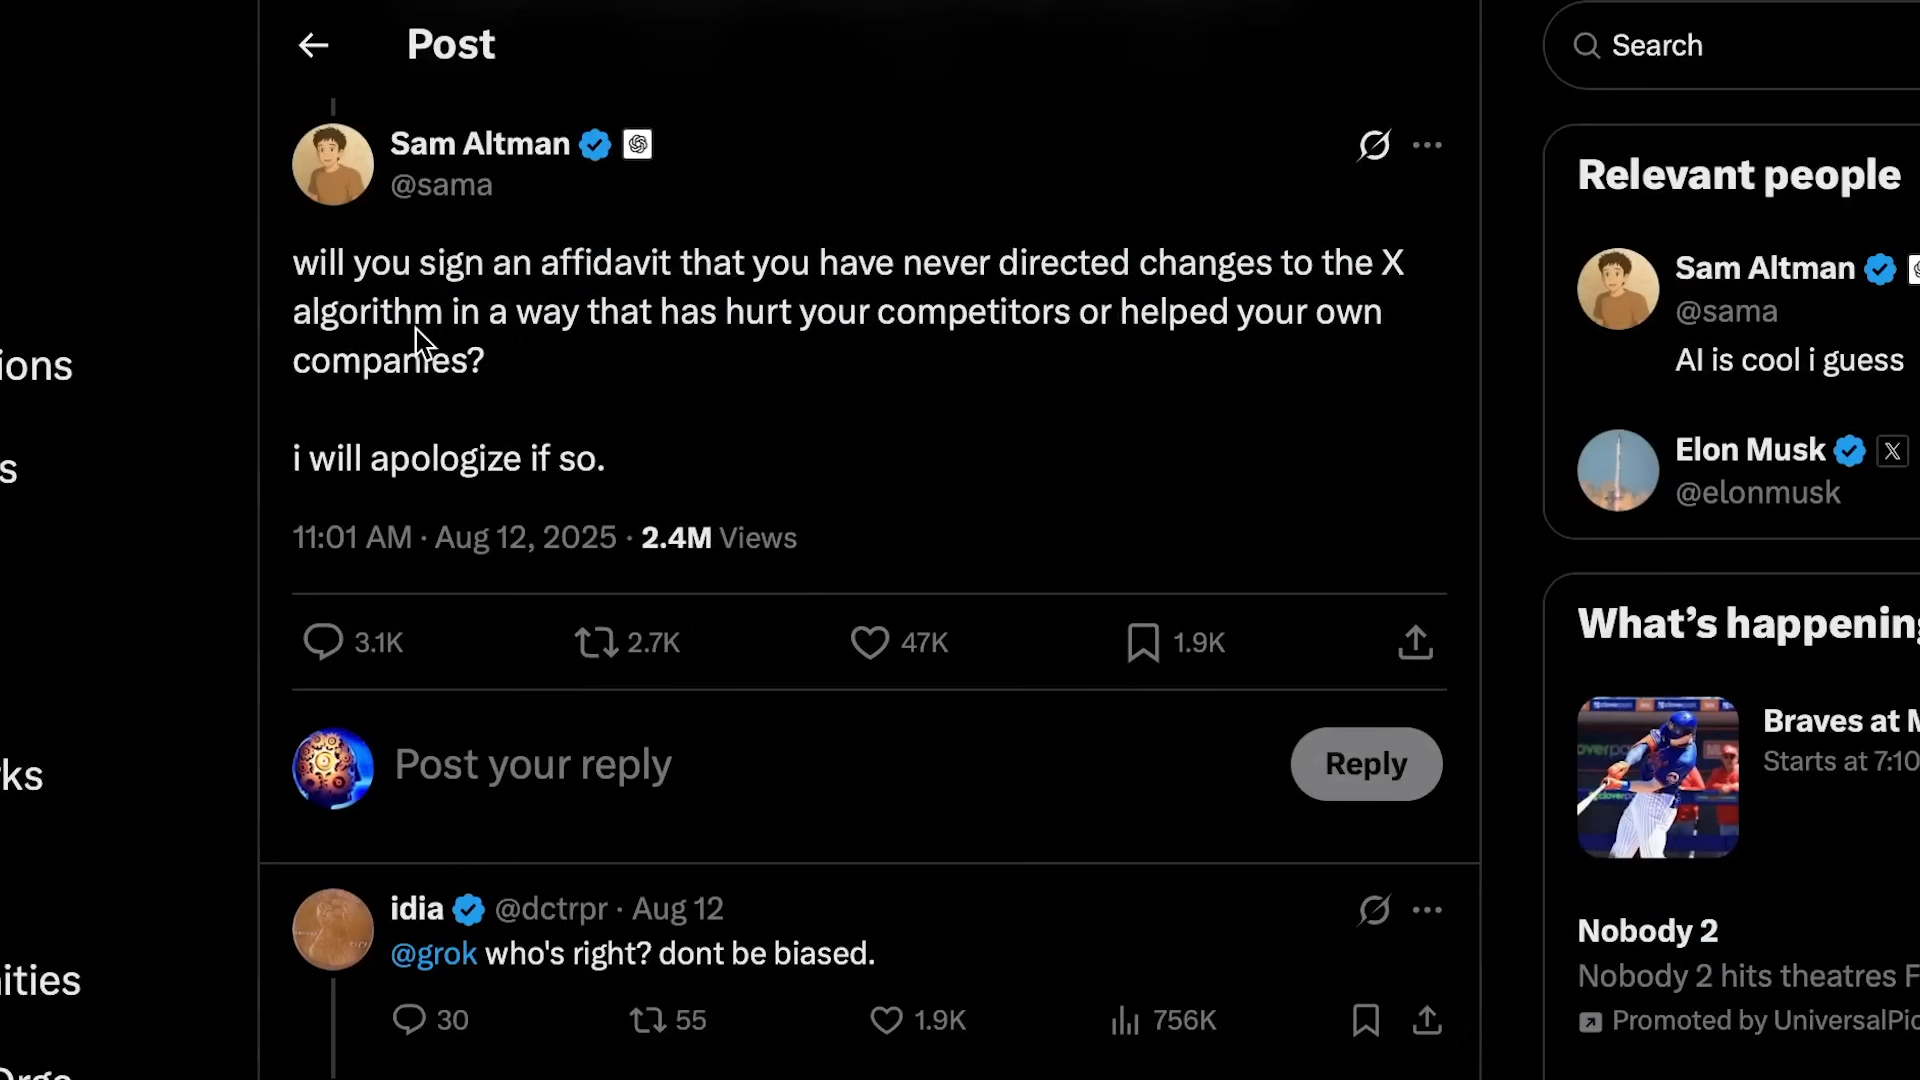 Post
Search
Sam Altman
@sama
will you sign an affidavit that you have never directed changes to the X
algorithm in a way that has hurt your competitors or helped your own
companies?
i will apologize if so.
11:01 AM · Aug 12, 2025 · 2.4M Views
3.1K 2.7K 47K 1.9K
Post your reply
Reply
idia @dctrpr · Aug 12
@grok who's right? dont be biased.
30 55 1.9K 756K
ions
s
rks
ities
Relevant people
Sam Altman
@sama
AI is cool i guess
Elon Musk
@elonmusk
What's happening
Braves at M
Starts at 7:10
Nobody 2
Nobody 2 hits theatres F
Promoted by UniversalPic